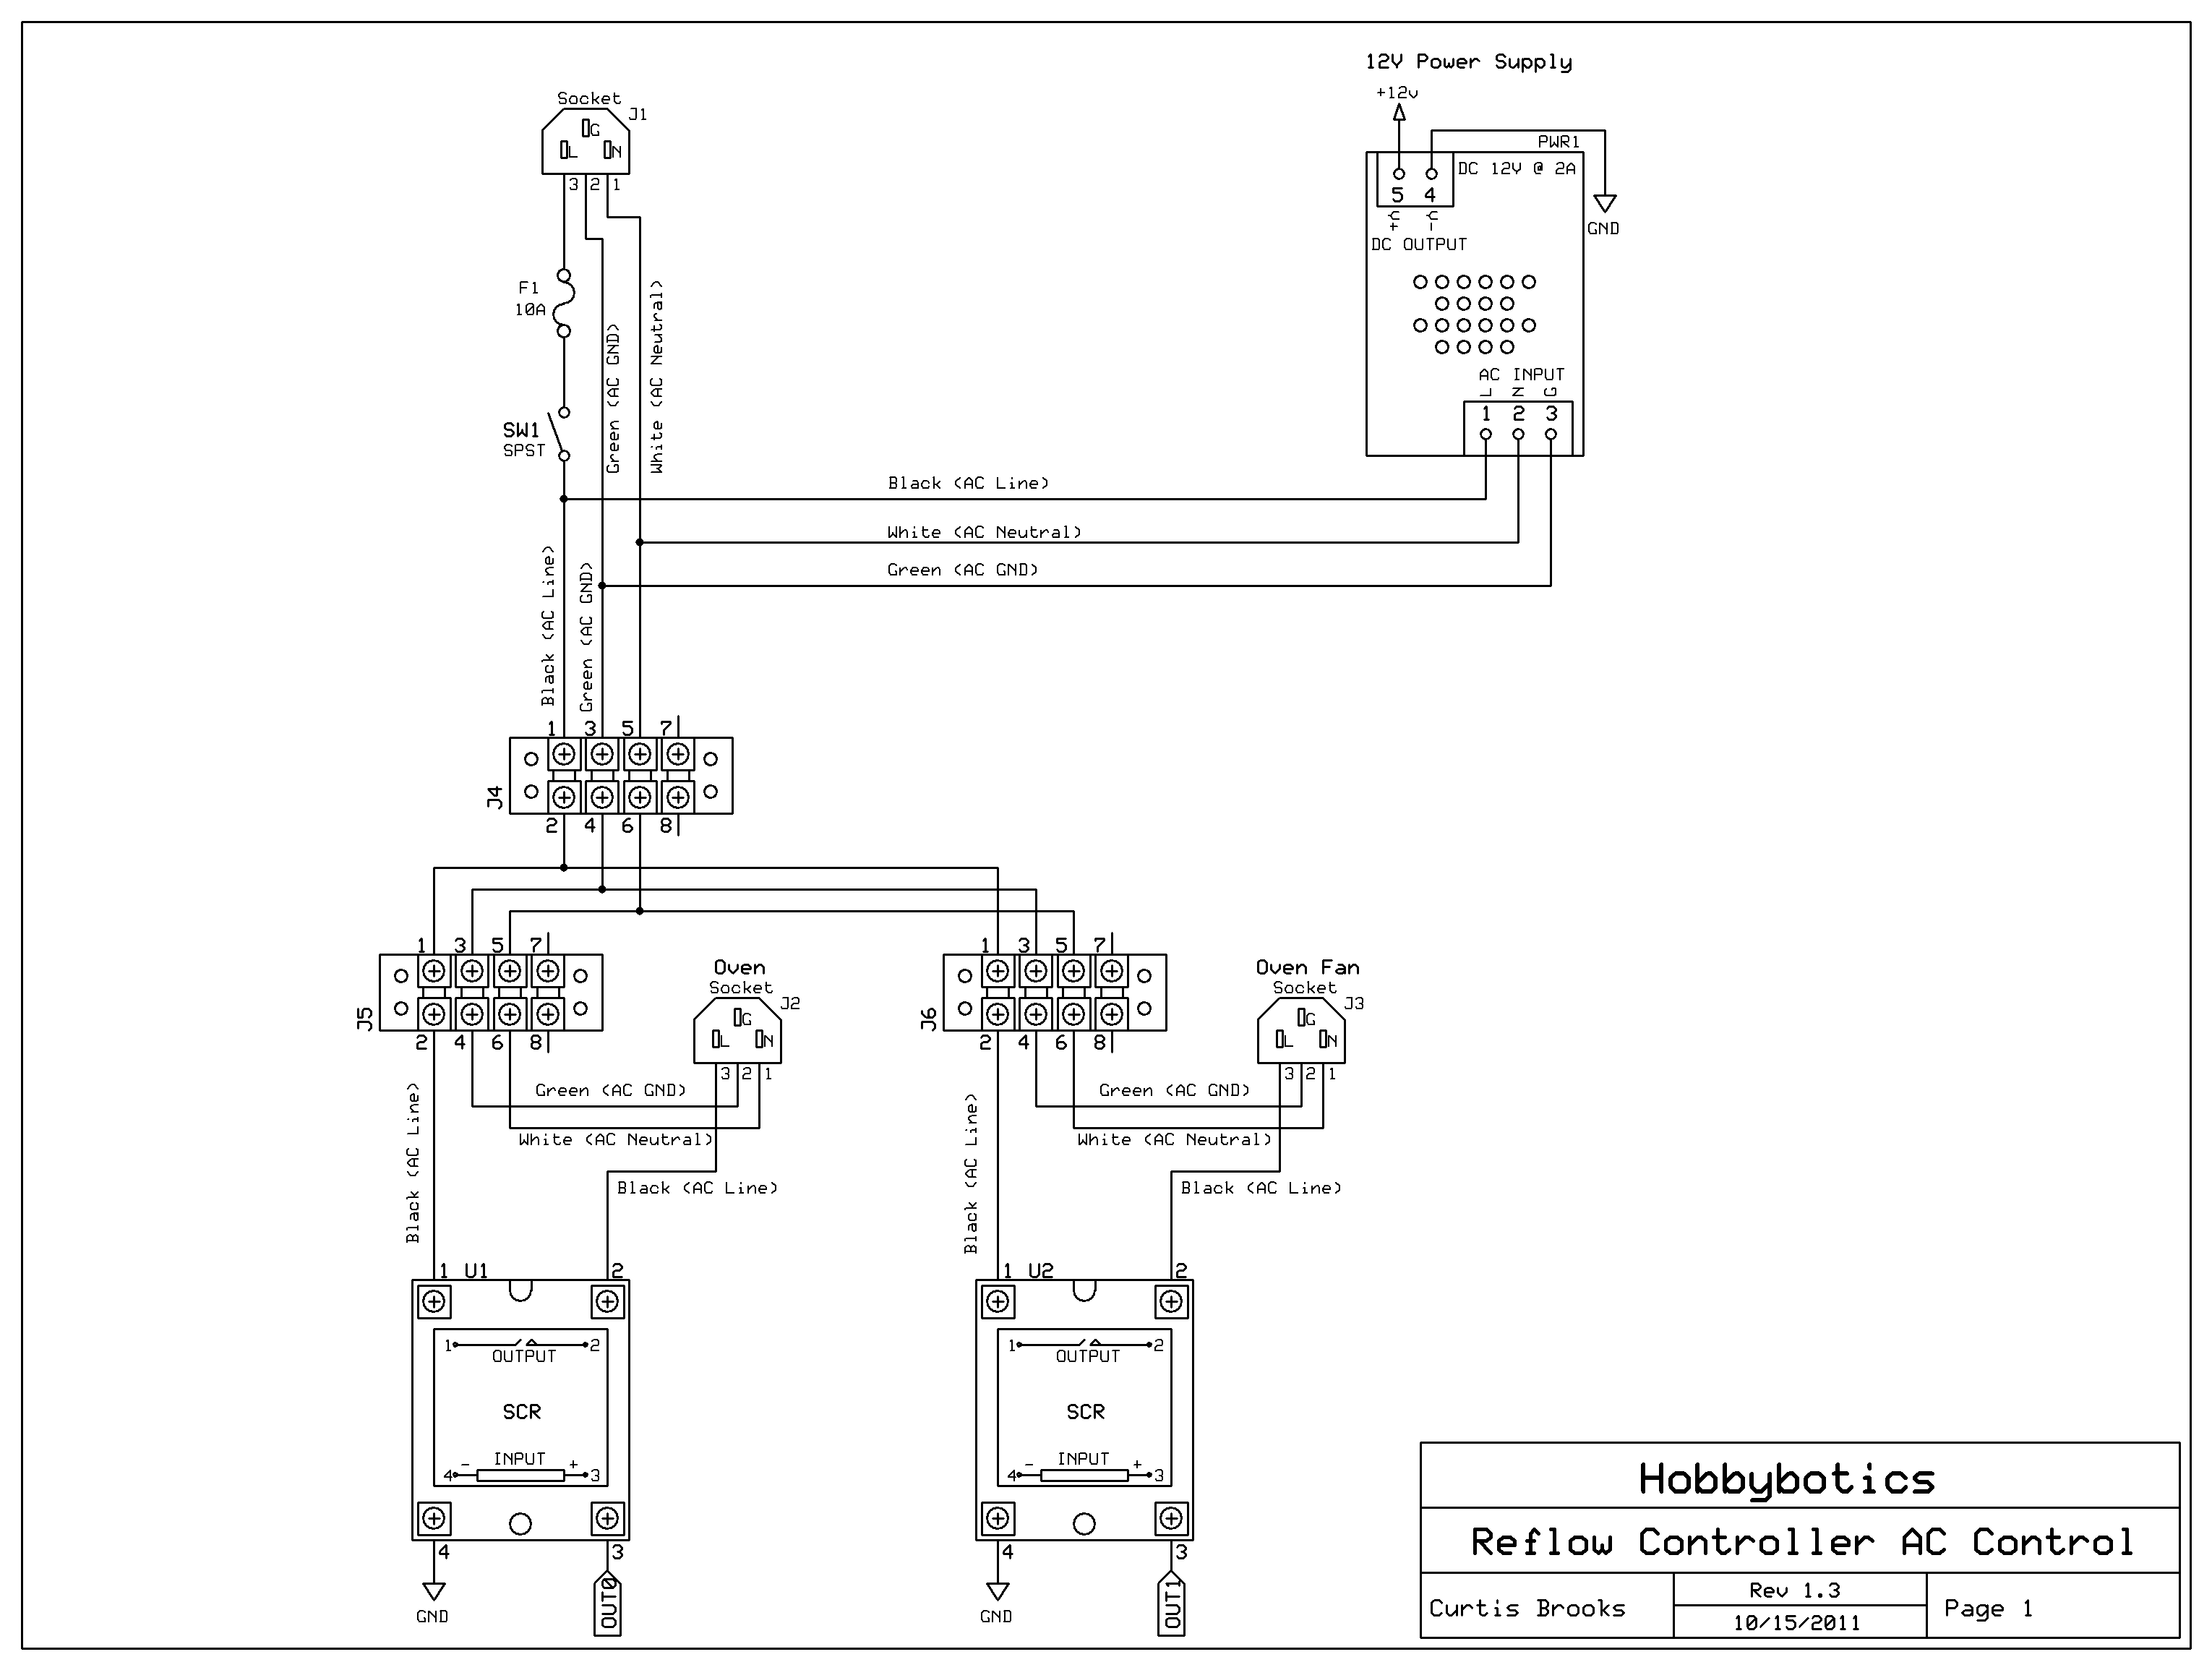 12V Power Supply
+12v
Socket
J1
G
L
N
3
2
1
PWR1
DC 12V @ 2A
5
4
V+
V-
DC OUTPUT
GND
F1
10A
Green (AC GND)
White (AC Neutral)
AC INPUT
L
N
G
1
2
3
SW1
SPST
Black (AC Line)
White (AC Neutral)
Green (AC GND)
Black (AC Line)
Green (AC GND)
1
3
5
7
J4
2
4
6
8
1
3
5
7
J5
2
4
6
8
Oven
Socket
J2
G
L
N
3
2
1
1
3
5
7
J6
2
4
6
8
Oven Fan
Socket
J3
G
L
N
3
2
1
Green (AC GND)
White (AC Neutral)
Black (AC Line)
Black (AC Line)
Green (AC GND)
White (AC Neutral)
Black (AC Line)
Black (AC Line)
1
U1
2
1
2
OUTPUT
SCR
INPUT
-
+
4
3
4
3
GND
OUT0
1
U2
2
1
2
OUTPUT
SCR
INPUT
-
+
4
3
4
3
GND
OUT1
Hobbybotics
Reflow Controller AC Control
Curtis Brooks
Rev 1.3
10/15/2011
Page 1